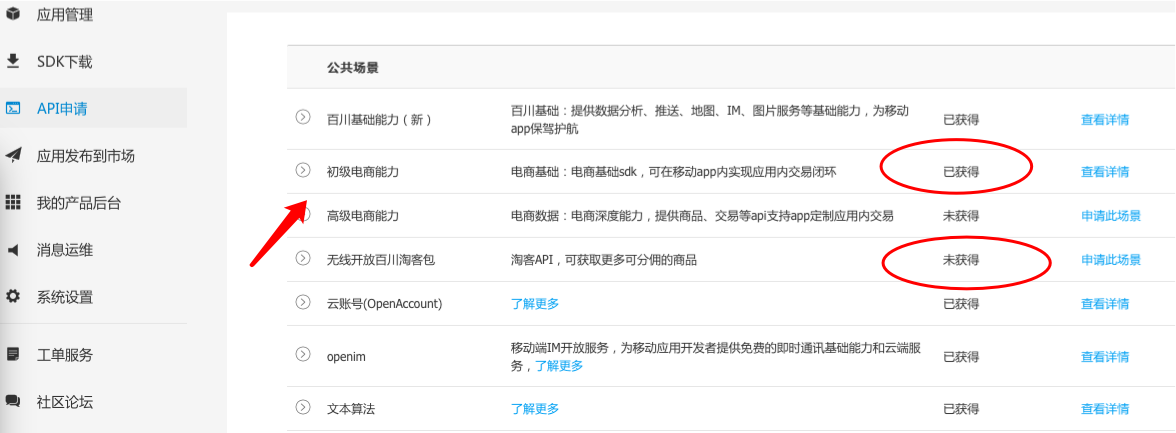 应用管理
SDK下载
API申请
应用发布到市场
我的产品后台
消息运维
系统设置
工单服务
社区论坛
公共场景
百川基础能力（新） 百川基础：提供数据分析、推送、地图、IM、图片服务等基础能力，为移动 已获得 查看详情
app保驾护航
初级电商能力 电商基础：电商基础sdk，可在移动app内实现应用内交易闭环 已获得 查看详情
高级电商能力 电商数据：电商深度能力，提供商品、交易等api支持app定制应用内交易 未获得 申请此场景
无线开放百川淘客包 淘客API，可获取更多可分佣的商品 未获得 申请此场景
云账号(OpenAccount) 了解更多 已获得 查看详情
openim 移动端IM开放服务，为移动应用开发者提供免费的即时通讯基础能力和云端服 已获得 查看详情
务，了解更多
文本算法 了解更多 已获得 查看详情